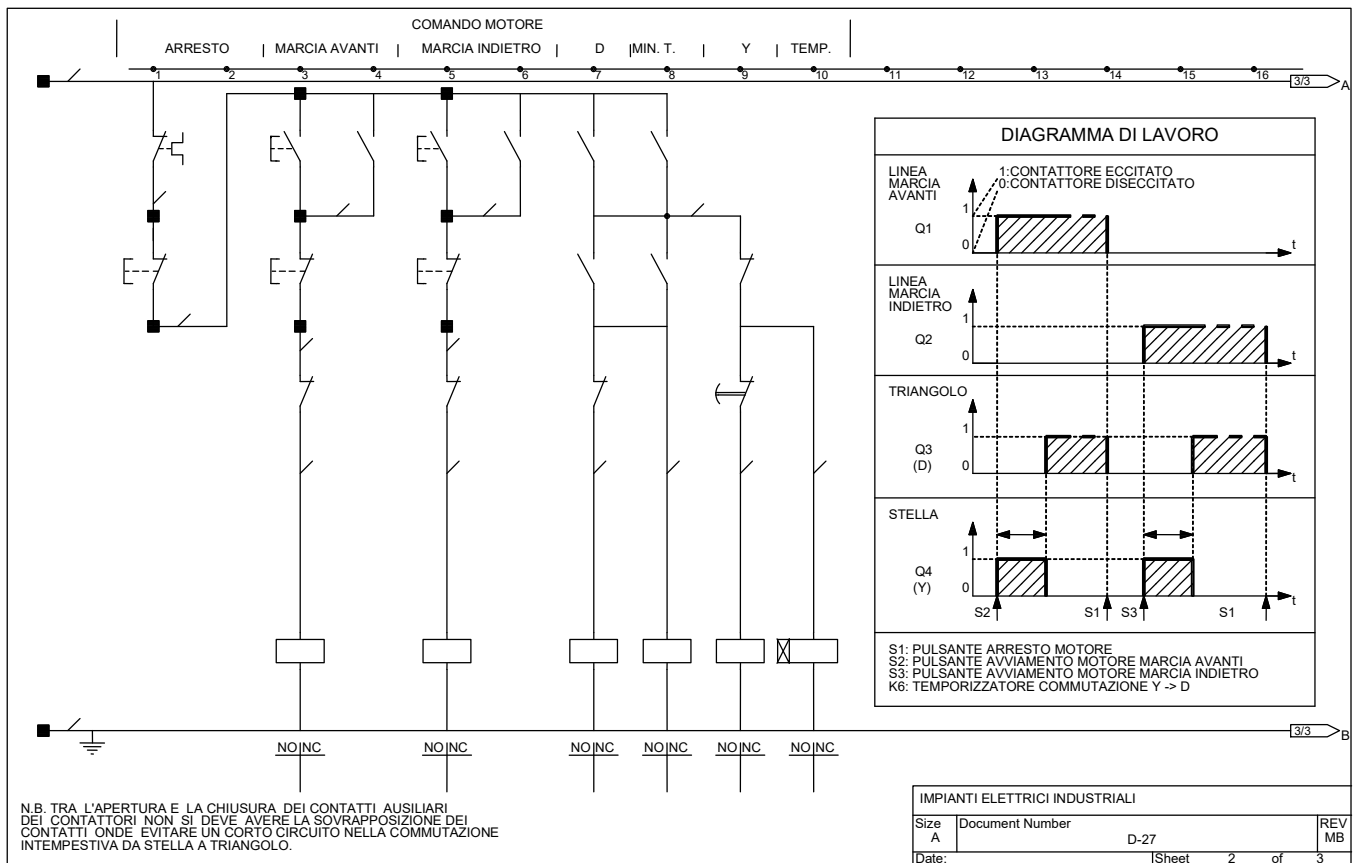 COMANDO MOTORE
ARRESTO | MARCIA AVANTI | MARCIA INDIETRO | D | MIN. T. | Y | TEMP.
1 2 3 4 5 6 7 8 9 10 11 12 13 14 15 16
3/3 A
DIAGRAMMA DI LAVORO
LINEA
MARCIA
AVANTI
1:CONTATTORE ECCITATO
0:CONTATTORE DISECCITATO
1
Q1
0
t
LINEA
MARCIA
INDIETRO
1
Q2
0
t
TRIANGOLO
1
Q3
(D)
0
t
STELLA
1
Q4
(Y)
0
t
S2 S1 S3 S1
S1: PULSANTE ARRESTO MOTORE
S2: PULSANTE AVVIAMENTO MOTORE MARCIA AVANTI
S3: PULSANTE AVVIAMENTO MOTORE MARCIA INDIETRO
K6: TEMPORIZZATORE COMMUTAZIONE Y -> D
3/3 B
NO NC NO NC NO NC NO NC NO NC NO NC
N.B. TRA L'APERTURA E LA CHIUSURA DEI CONTATTI AUSILIARI
DEI CONTATTORI NON SI DEVE AVERE LA SOVRAPPOSIZIONE DEI
CONTATTI ONDE EVITARE UN CORTO CIRCUITO NELLA COMMUTAZIONE
INTEMPESTIVA DA STELLA A TRIANGOLO.
IMPIANTI ELETTRICI INDUSTRIALI
Size Document Number REV
A D-27 MB
Date: Sheet 2 of 3